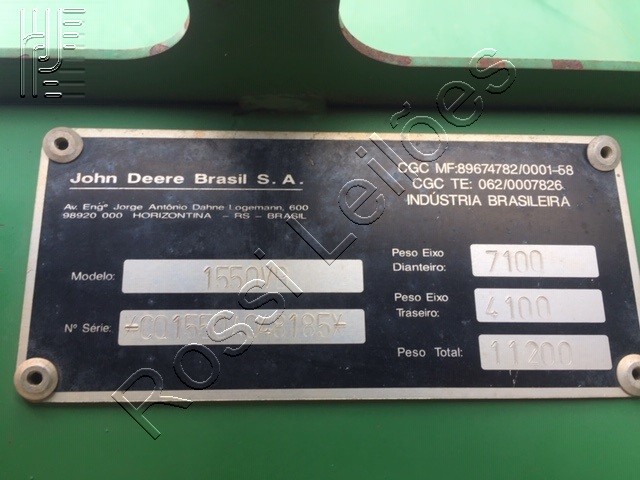 John Deere Brasil S. A.
Av. Engº Jorge Antônio Dahne Logemann, 600
98920 000 HORIZONTINA - RS - BRASIL
CGC MF:89674782/0001-58
CGC TE: 062/0007826
INDÚSTRIA BRASILEIRA
Modelo:
Nº Série:
Peso Eixo
Dianteiro: 7100
Peso Eixo
Traseiro: 4100
Peso Total: 11200
Rossi Leilões